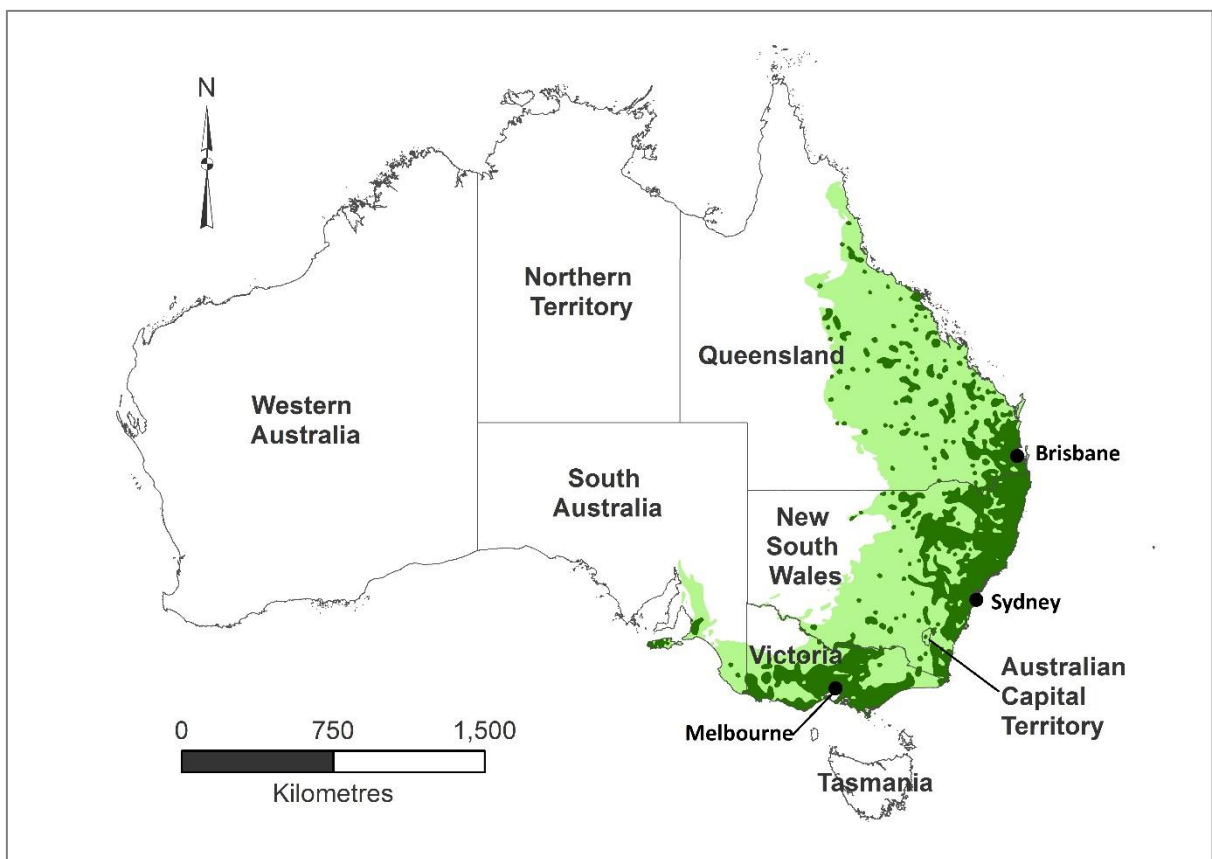 N
Northern
Territory
Queensland
Western
Australia
Brisbane
South
Australia
New
South
Wales
Sydney
Victoria
Australian
Capital
Territory
Melbourne
0 750 1,500
Kilometres
Tasmania